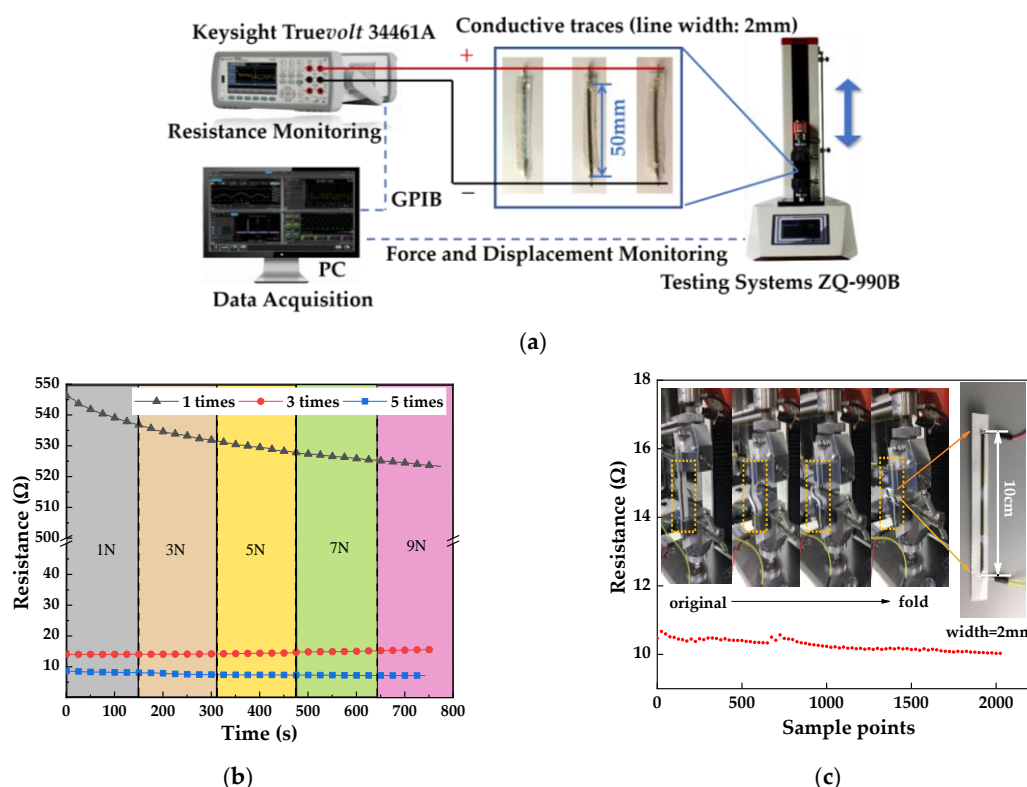 Keysight Truevolt 34461A
Conductive traces (line width: 2mm)
+
50mm
Resistance Monitoring
GPIB
−
PC
Force and Displacement Monitoring
Data Acquisition
Testing Systems ZQ-990B
(a)
550
540
530
520
510
500
40
30
20
10
Resistance (Ω)
1 times
3 times
5 times
1N
3N
5N
7N
9N
0 100 200 300 400 500 600 700 800
Time (s)
(b)
18
16
14
12
10
Resistance (Ω)
original
fold
10cm
width=2mm
0 500 1000 1500 2000
Sample points
(c)